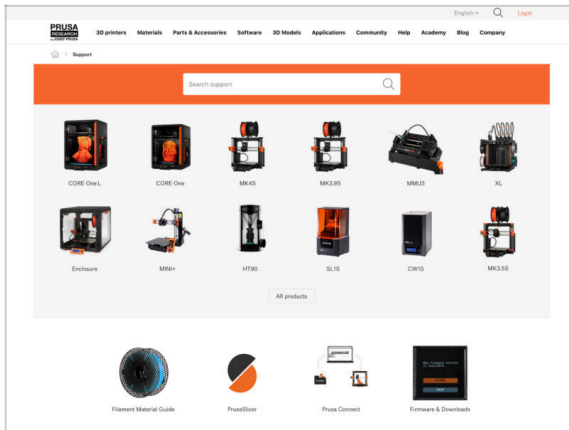 English
Login
PRUSA
RESEARCH
by JOSEF PRUSA
3D printers Materials Parts & Accessories Software 3D Models Applications Community Help Academy Blog Company
Support
Search support
CORE One L CORE One MK4S MK3.9S MMU3 XL
Enclosure MINI+ HT90 SL1S CW1S MK3.5S
All products
Filament Material Guide PrusaSlicer Prusa Connect Firmware & Downloads